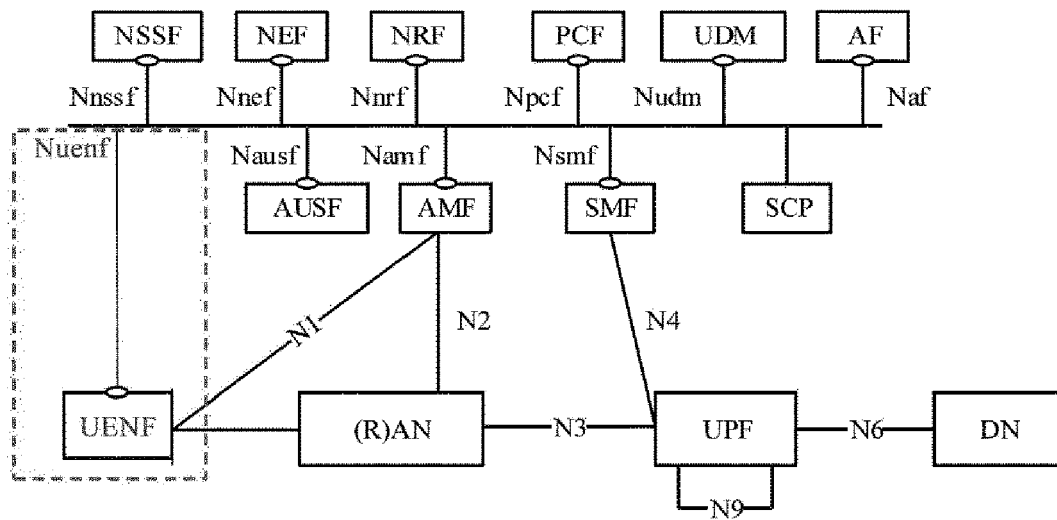 NSSF NEF NRF PCF UDM AF
Nnssf Nnef Nnrf Npcf Nudm Naf
Nuenf Nausf Namf Nsmf
AUSF AMF SMF SCP
N1 N2 N4
UENF (R)AN N3 UPF N6 DN
N9